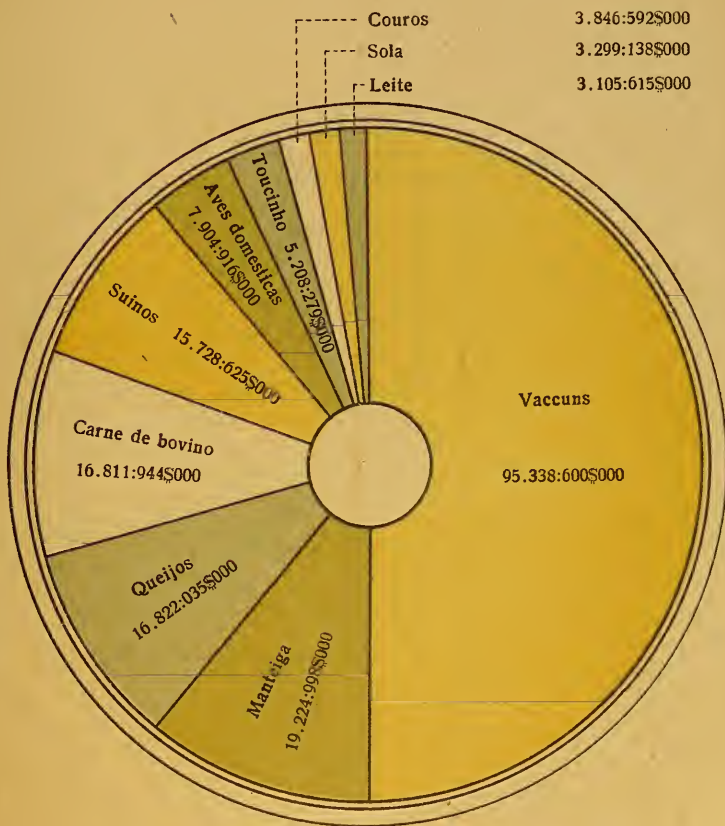 Couros 3.846:592$000
Sola 3.299:138$000
Leite 3.105:615$000
Toucinho 5.208:279$000
Aves domesticas
7.904:916$000
Suinos 15.728:625$000
Carne de bovino
16.811:944$000
Queijos
16.822:035$000
Manteiga
19.224:998$000
Vaccuns
95.338:600$000